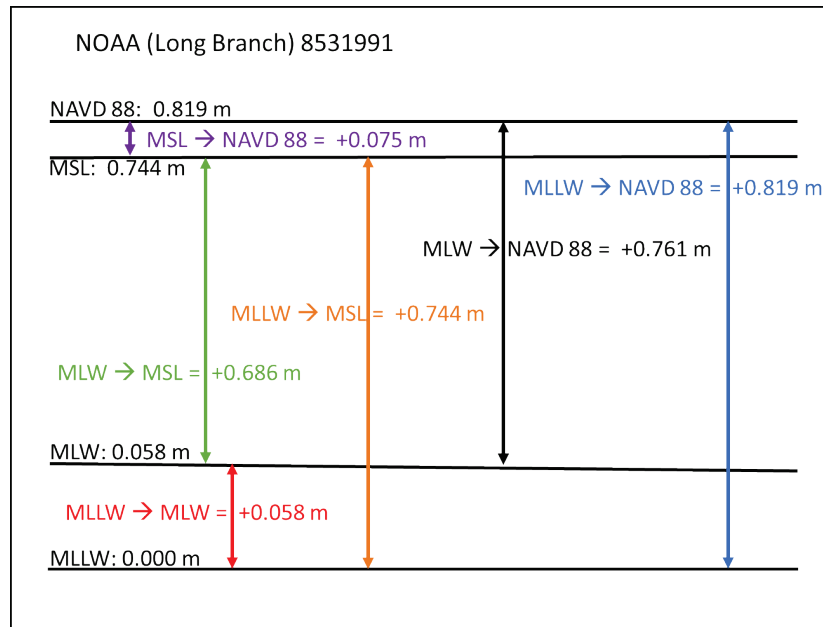 NOAA (Long Branch) 8531991
NAVD 88: 0.819 m
MSL → NAVD 88 = +0.075 m
MSL: 0.744 m
MLLW → NAVD 88 = +0.819 m
MLW → NAVD 88 = +0.761 m
MLLW → MSL = +0.744 m
MLW → MSL = +0.686 m
MLW: 0.058 m
MLLW → MLW = +0.058 m
MLLW: 0.000 m